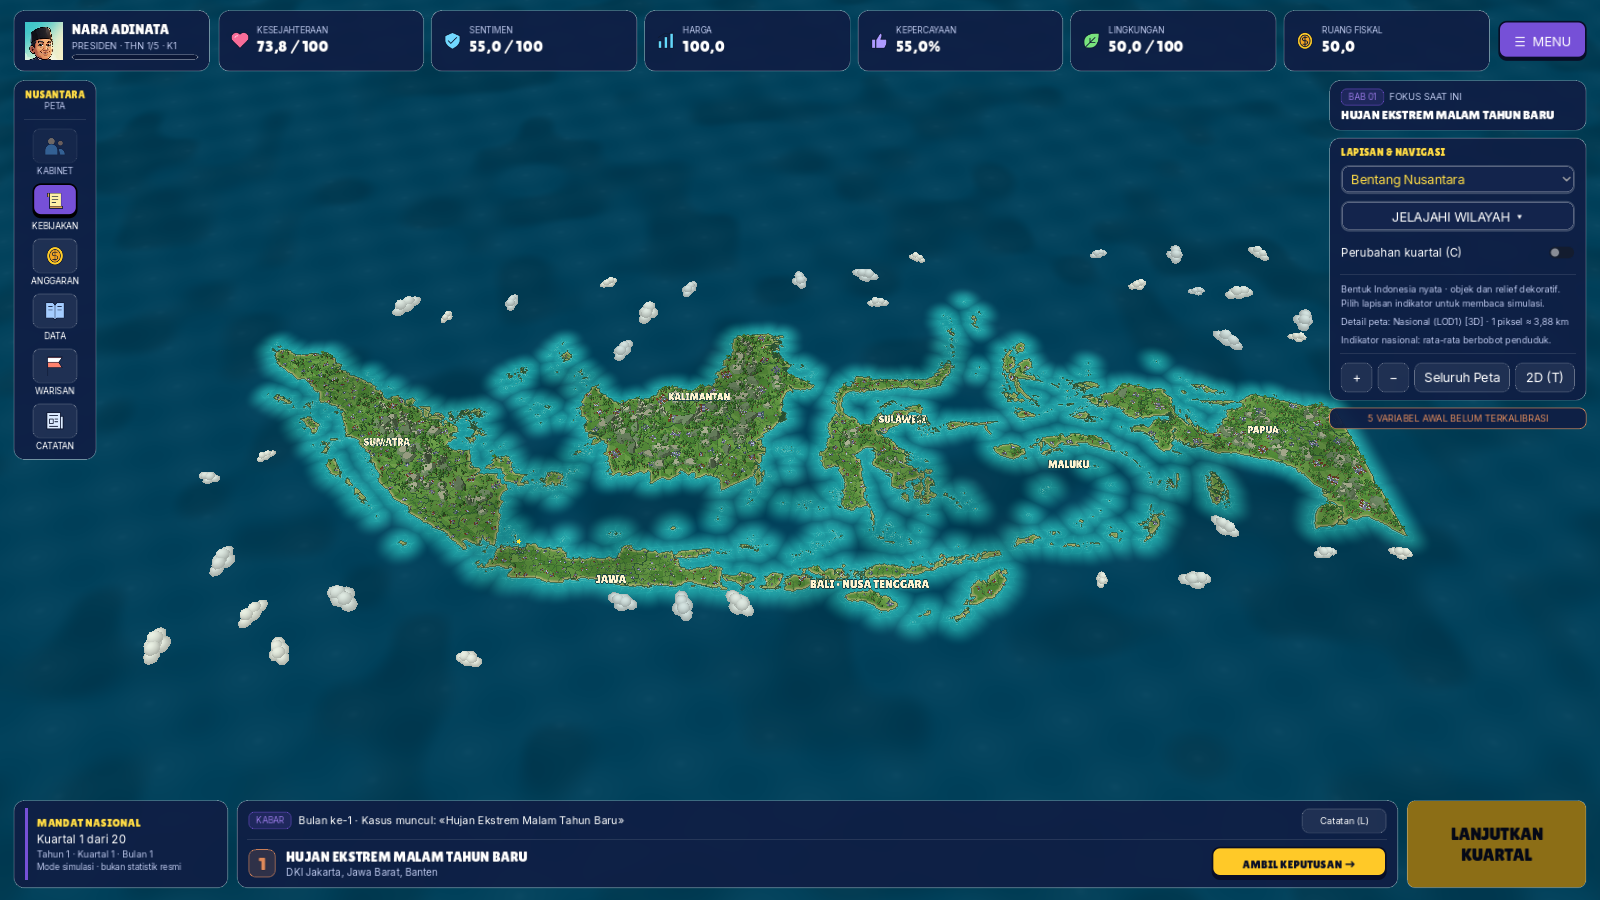 NARA ADINATA
PRESIDEN · THN 1/5 · K1
KESEJAHTERAAN
73,8 /100
SENTIMEN
55,0 /100
HARGA
100,0
KEPERCAYAAN
55,0%
LINGKUNGAN
50,0 /100
RUANG FISKAL
50,0
☰ MENU
NUSANTARA
PETA
KABINET
KEBIJAKAN
ANGGARAN
DATA
WARISAN
CATATAN
BAB 01 FOKUS SAAT INI
HUJAN EKSTREM MALAM TAHUN BARU
LAPISAN & NAVIGASI
Bentang Nusantara
JELAJAHI WILAYAH ▾
Perubahan kuartal (C)
Bentuk Indonesia nyata · objek dan relief dekoratif.
Pilih lapisan indikator untuk membaca simulasi.
Detail peta: Nasional (LOD1) [3D] · 1 piksel ≈ 3,88 km
Indikator nasional: rata-rata berbobot penduduk.
+ − Seluruh Peta 2D (T)
5 VARIABEL AWAL BELUM TERKALIBRASI
KALIMANTAN
SULAWESI
SUMATRA
PAPUA
MALUKU
JAWA
BALI · NUSA TENGGARA
MANDAT NASIONAL
Kuartal 1 dari 20
Tahun 1 · Kuartal 1 · Bulan 1
Mode simulasi · bukan statistik resmi
KABAR Bulan ke-1 · Kasus muncul: «Hujan Ekstrem Malam Tahun Baru»
Catatan (L)
1 HUJAN EKSTREM MALAM TAHUN BARU
DKI Jakarta, Jawa Barat, Banten
AMBIL KEPUTUSAN →
LANJUTKAN
KUARTAL